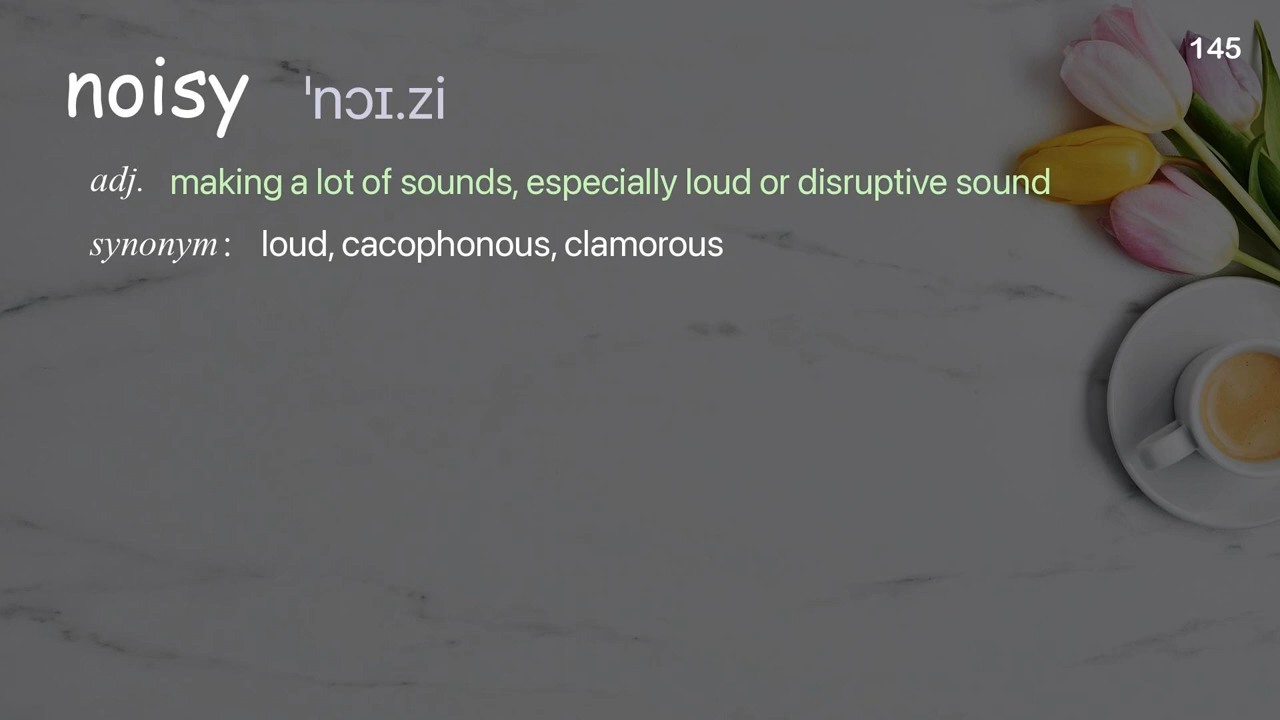 145
noisy ˈnɔɪ.zi
adj. making a lot of sounds, especially loud or disruptive sound
synonym : loud, cacophonous, clamorous